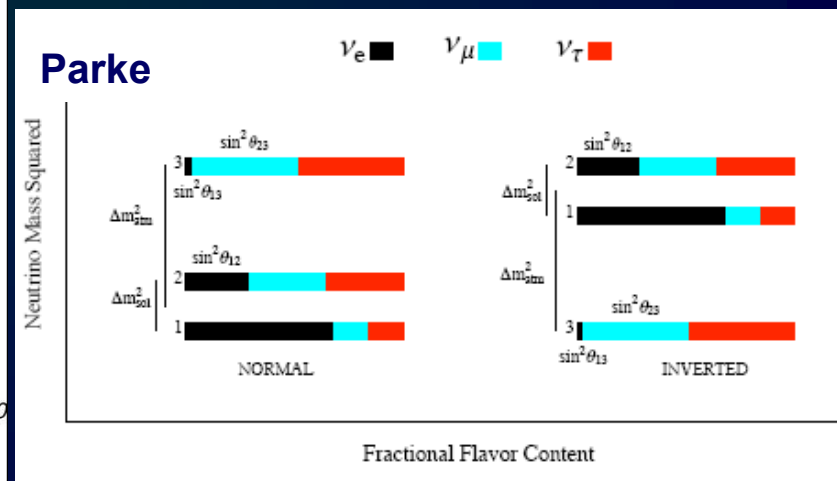 Parke
νe νμ ντ
Neutrino Mass Squared
3
sin²θ23
sin²θ13
Δm²atm
2
sin²θ12
Δm²sol
1
NORMAL
2
sin²θ12
Δm²sol
1
Δm²atm
3
sin²θ23
sin²θ13
INVERTED
Fractional Flavor Content